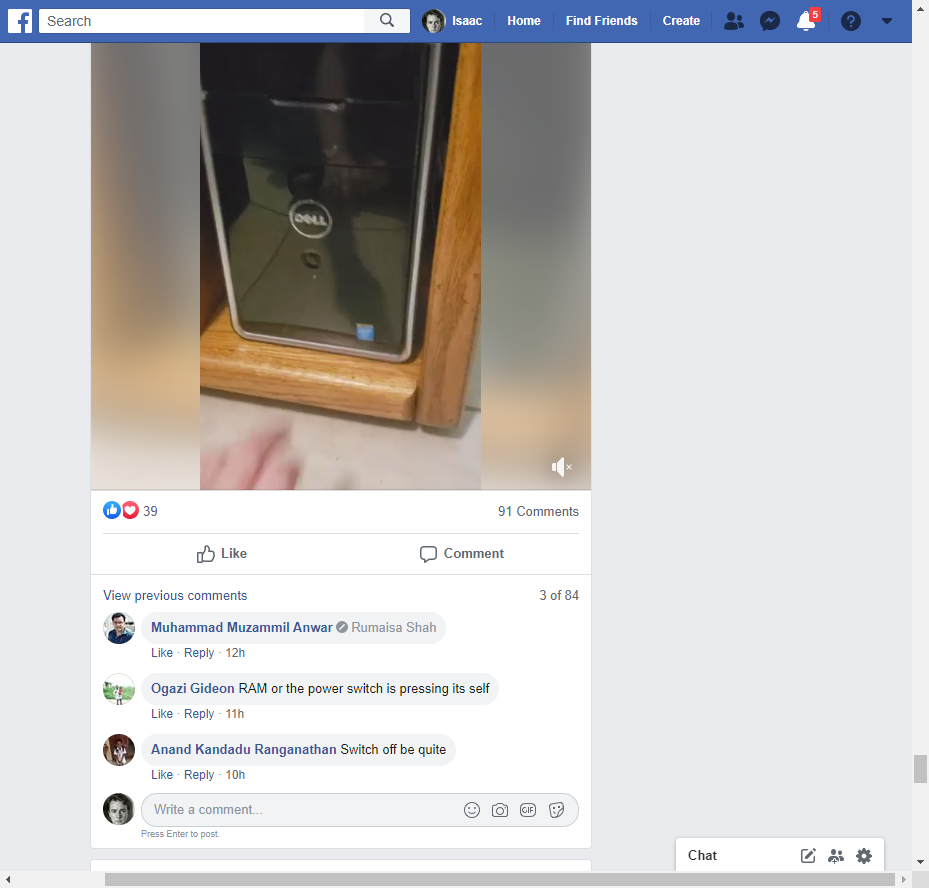 Search
Isaac
Home
Find Friends
Create
5
DELL
39
91 Comments
Like
Comment
View previous comments
3 of 84
Muhammad Muzammil Anwar Rumaisa Shah
Like · Reply · 12h
Ogazi Gideon RAM or the power switch is pressing its self
Like · Reply · 11h
Anand Kandadu Ranganathan Switch off be quite
Like · Reply · 10h
Write a comment...
GIF
Press Enter to post.
Chat